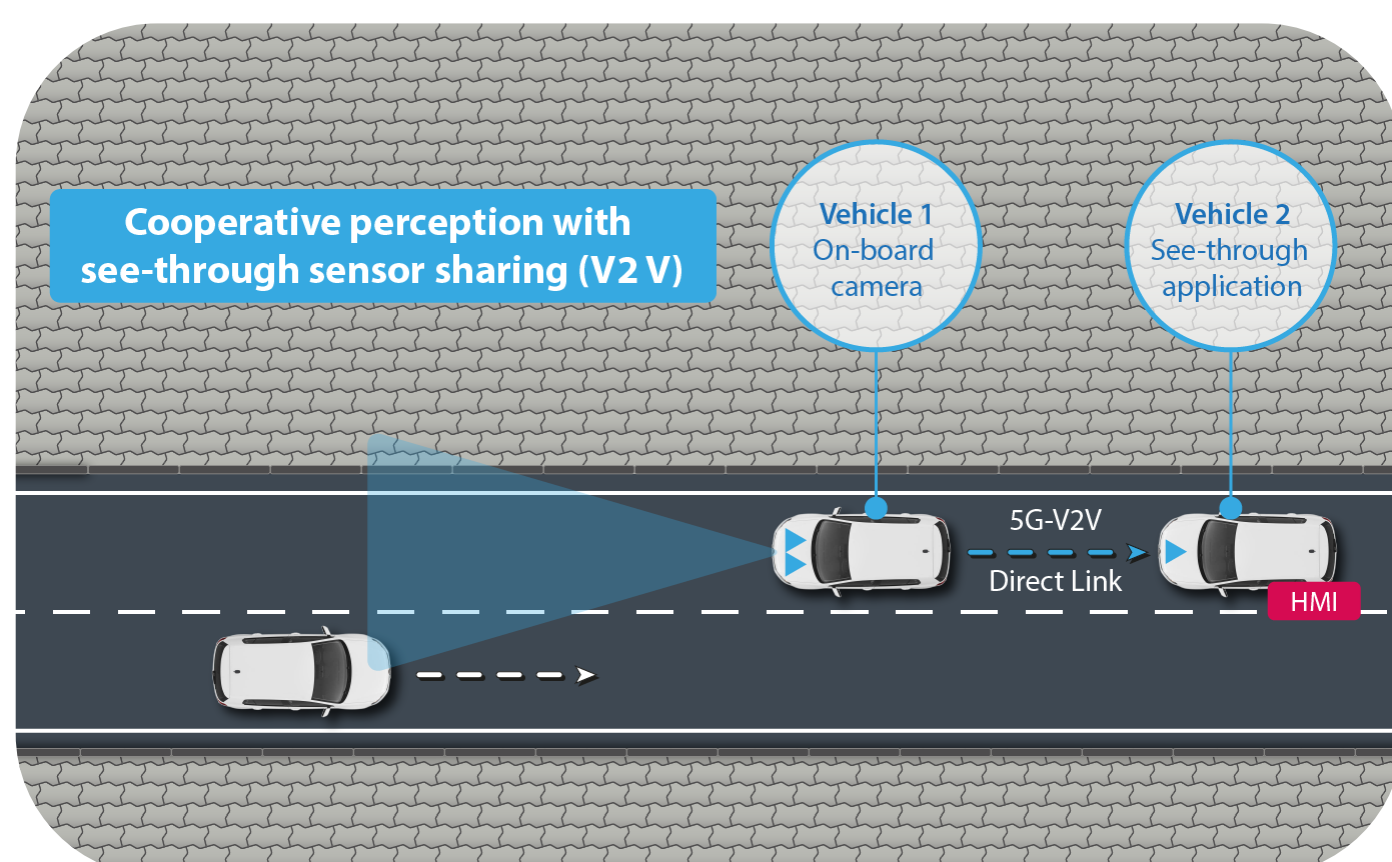 Cooperative perception with
see-through sensor sharing (V2 V)
Vehicle 1
On-board
camera
Vehicle 2
See-through
application
5G-V2V
Direct Link
HMI